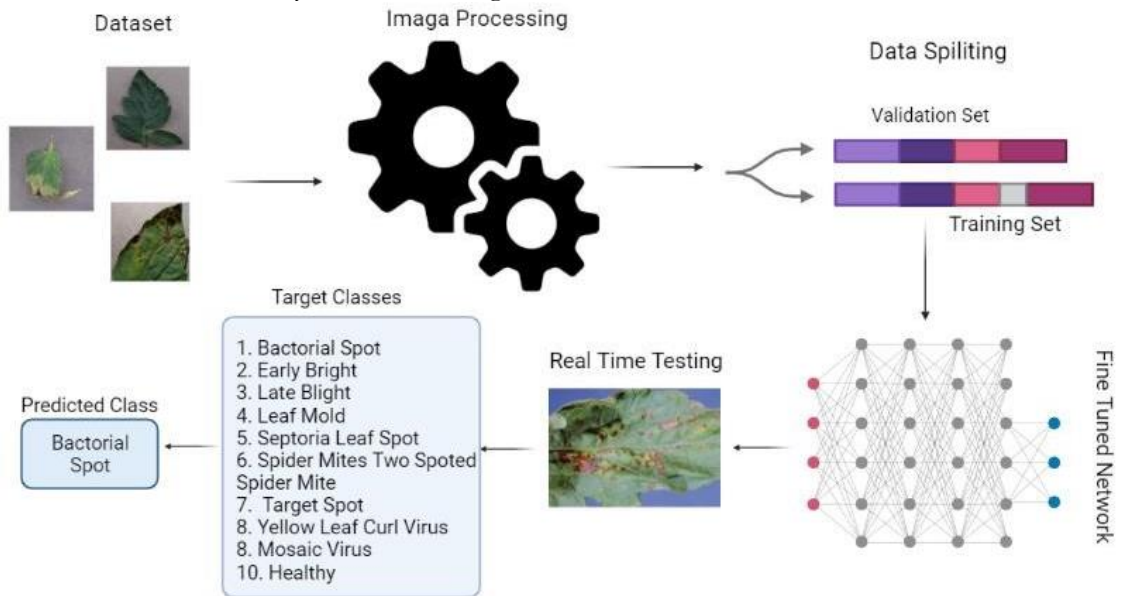 Dataset
Imaga Processing
Data Spiliting
Validation Set
Training Set
Fine Tuned Network
Real Time Testing
Target Classes
1. Bactorial Spot
2. Early Bright
3. Late Blight
4. Leaf Mold
5. Septoria Leaf Spot
6. Spider Mites Two Spoted
Spider Mite
7. Target Spot
8. Yellow Leaf Curl Virus
8. Mosaic Virus
10. Healthy
Predicted Class
Bactorial
Spot